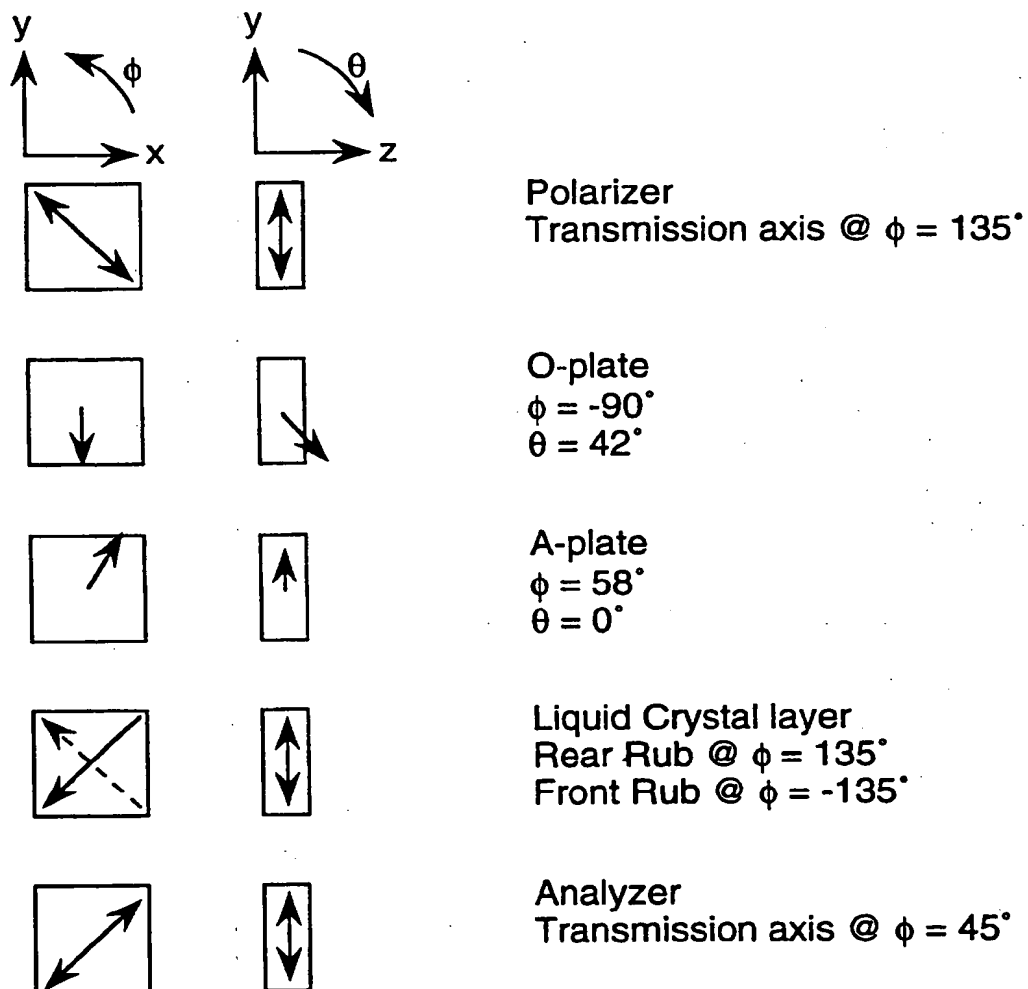 y
φ
x
y
θ
z
Polarizer
Transmission axis @ φ = 135°
O-plate
φ = -90°
θ = 42°
A-plate
φ = 58°
θ = 0°
Liquid Crystal layer
Rear Rub @ φ = 135°
Front Rub @ φ = -135°
Analyzer
Transmission axis @ φ = 45°